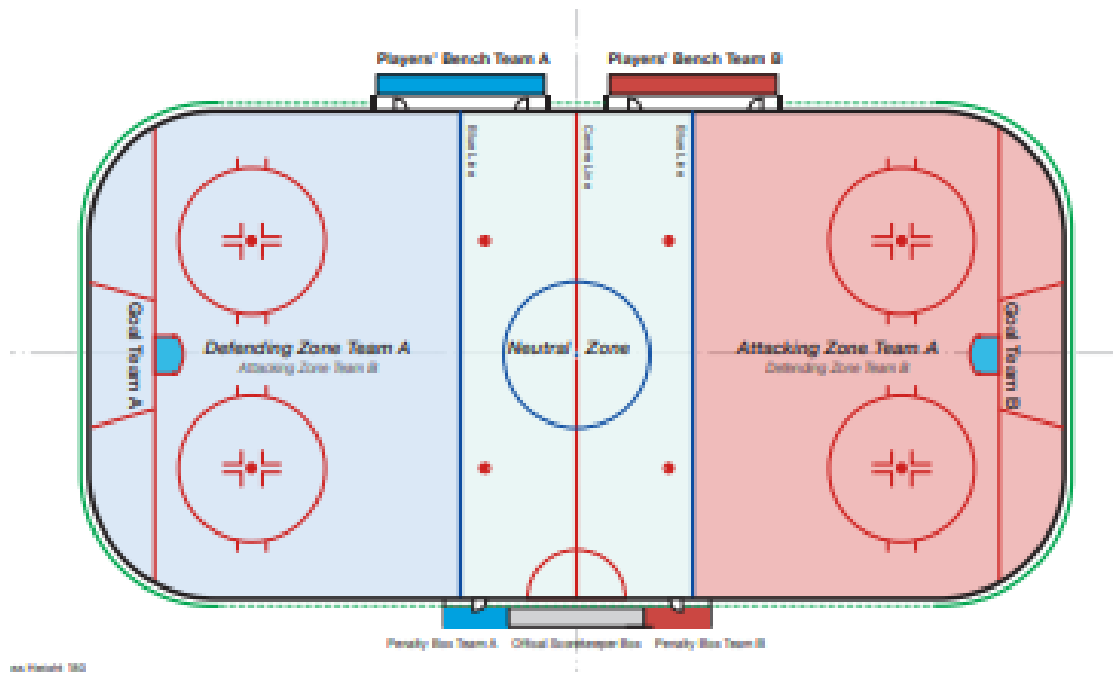 Players' Bench Team A
Players' Bench Team B
Blue Line
Centre Line
Blue Line
Goal Team A
Defending Zone Team A
Attacking Zone Team B
Neutral Zone
Attacking Zone Team A
Defending Zone Team B
Goal Team B
Penalty Box Team A
Official Scorekeeper Box
Penalty Box Team B